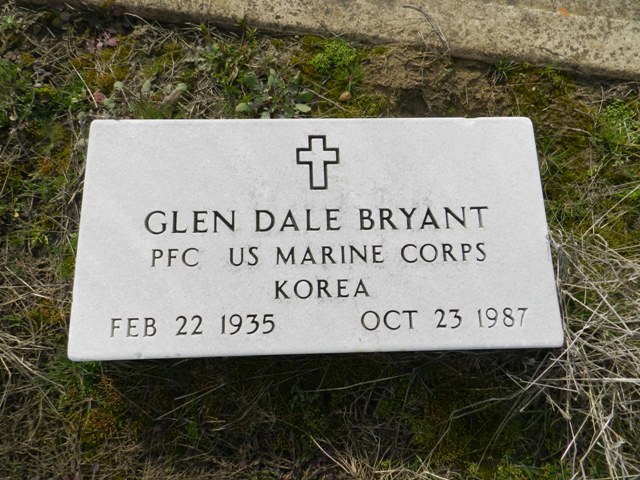 GLEN DALE BRYANT
PFC US MARINE CORPS
KOREA
FEB 22 1935 OCT 23 1987